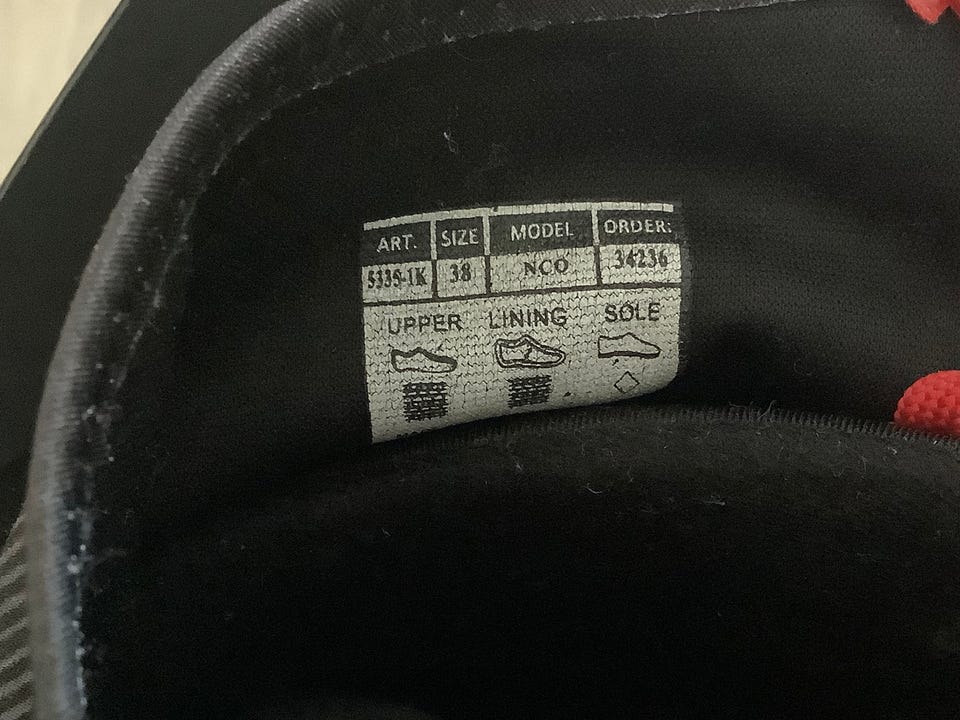 ART. SIZE MODEL ORDER:
5335-1K 38 NCO 34236
UPPER LINING SOLE